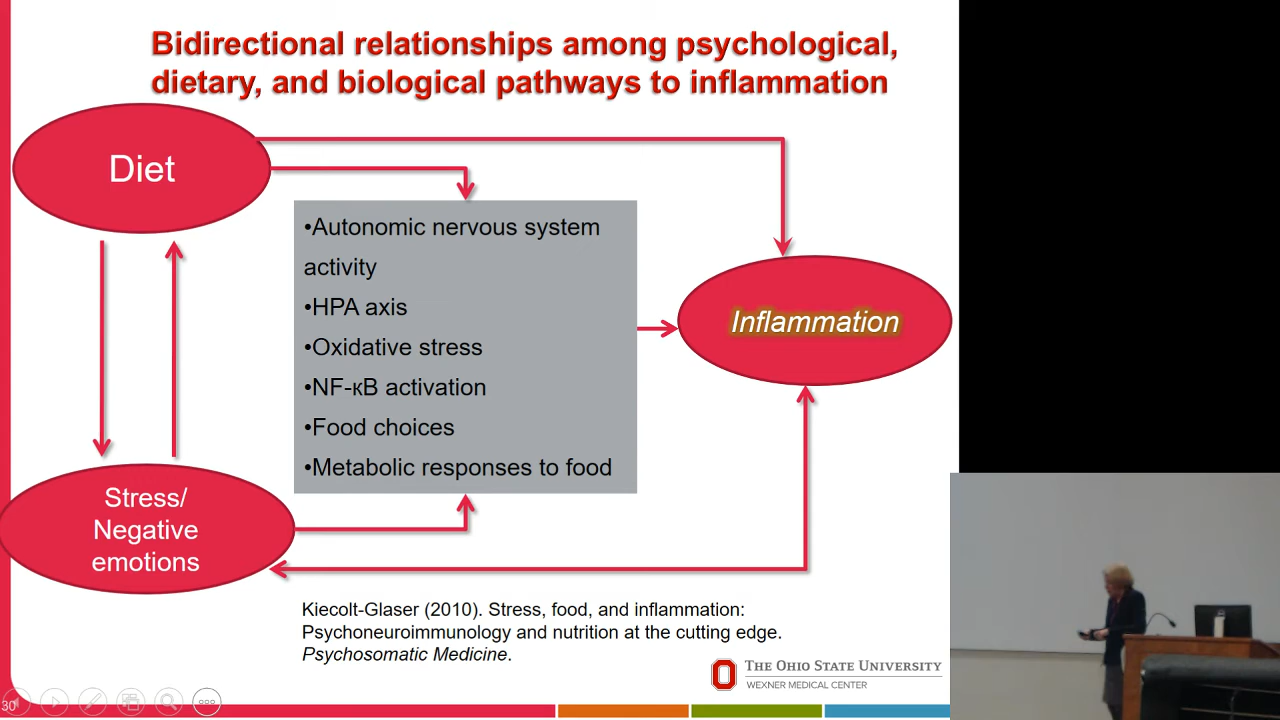 Bidirectional relationships among psychological,
dietary, and biological pathways to inflammation
Diet
•Autonomic nervous system
activity
•HPA axis
•Oxidative stress
•NF-κB activation
•Food choices
•Metabolic responses to food
Inflammation
Stress/
Negative
emotions
Kiecolt-Glaser (2010). Stress, food, and inflammation:
Psychoneuroimmunology and nutrition at the cutting edge.
Psychosomatic Medicine.
THE OHIO STATE UNIVERSITY
WEXNER MEDICAL CENTER
30